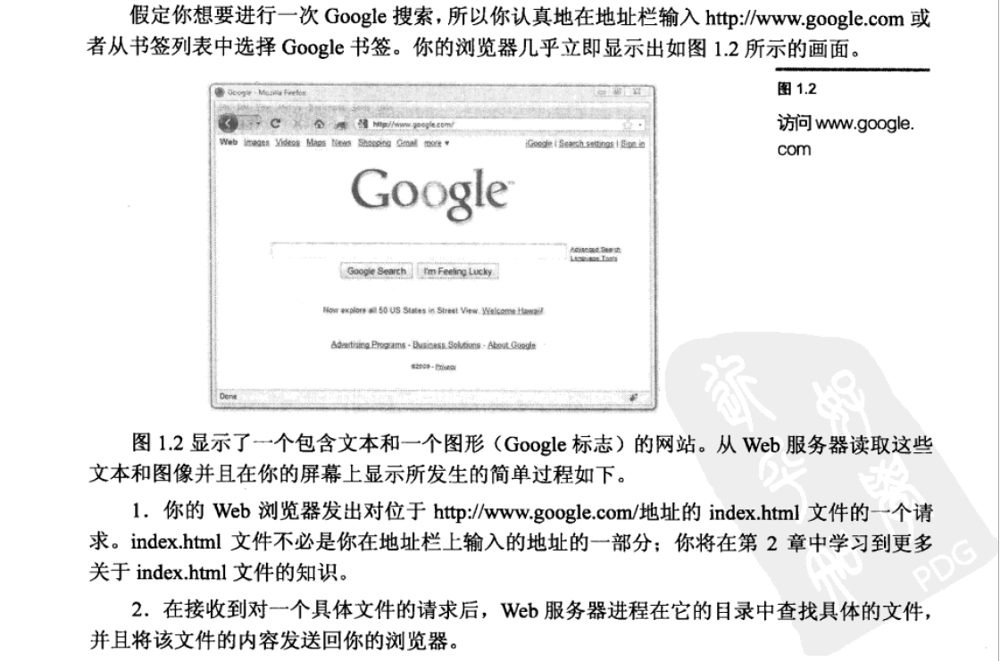 假定你想要进行一次 Google 搜索，所以你认真地在地址栏输入 http://www.google.com 或
者从书签列表中选择 Google 书签。你的浏览器几乎立即显示出如图 1.2 所示的画面。
图 1.2
访问 www.google.
com
Google - Mozilla Firefox
http://www.google.com/
Web Images Videos Maps News Shopping Gmail more ▼
iGoogle | Search settings | Sign in
Google
Advanced Search
Language Tools
Google Search
I'm Feeling Lucky
Now explore all 50 US States in Street View. Welcome Hawaii!
Advertising Programs - Business Solutions - About Google
©2009 - Privacy
Done
图 1.2 显示了一个包含文本和一个图形（Google 标志）的网站。从 Web 服务器读取这些
文本和图像并且在你的屏幕上显示所发生的简单过程如下。
1．你的 Web 浏览器发出对位于 http://www.google.com/地址的 index.html 文件的一个请
求。index.html 文件不必是你在地址栏上输入的地址的一部分；你将在第 2 章中学习到更多
关于 index.html 文件的知识。
2．在接收到对一个具体文件的请求后，Web 服务器进程在它的目录中查找具体的文件，
并且将该文件的内容发送回你的浏览器。
PDG